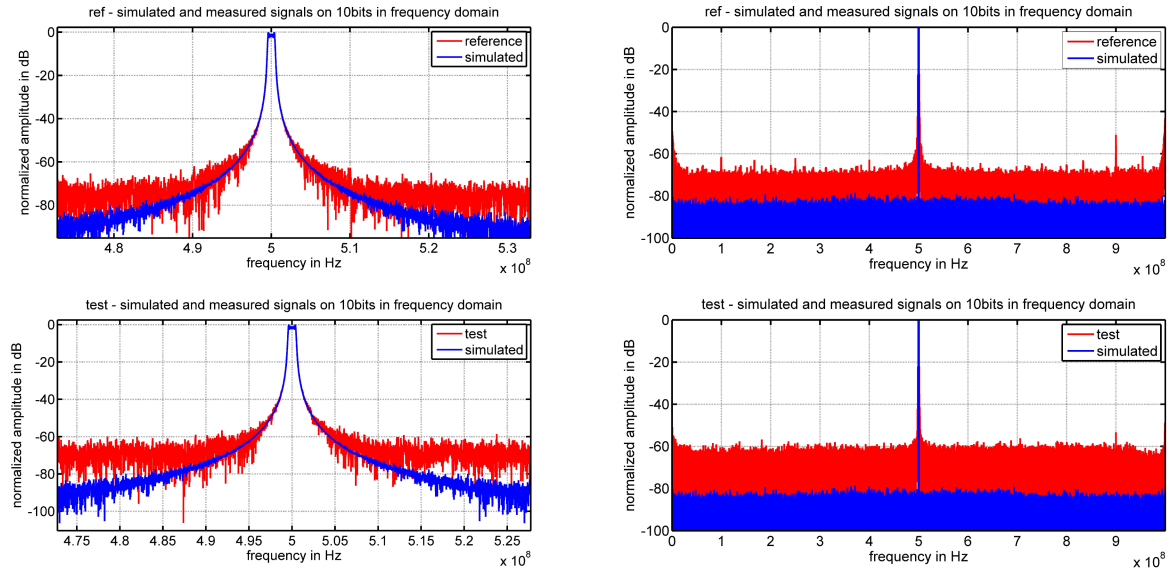 ref - simulated and measured signals on 10bits in frequency domain
normalized amplitude in dB
0
-20
-40
-60
-80
reference
simulated
4.8 4.9 5 5.1 5.2 5.3
frequency in Hz
x 10^8
ref - simulated and measured signals on 10bits in frequency domain
normalized amplitude in dB
0
-20
-40
-60
-80
-100
reference
simulated
0 1 2 3 4 5 6 7 8 9
frequency in Hz
x 10^8
test - simulated and measured signals on 10bits in frequency domain
normalized amplitude in dB
0
-20
-40
-60
-80
-100
test
simulated
4.75 4.8 4.85 4.9 4.95 5 5.05 5.1 5.15 5.2 5.25
frequency in Hz
x 10^8
test - simulated and measured signals on 10bits in frequency domain
normalized amplitude in dB
0
-20
-40
-60
-80
-100
test
simulated
0 1 2 3 4 5 6 7 8 9
frequency in Hz
x 10^8